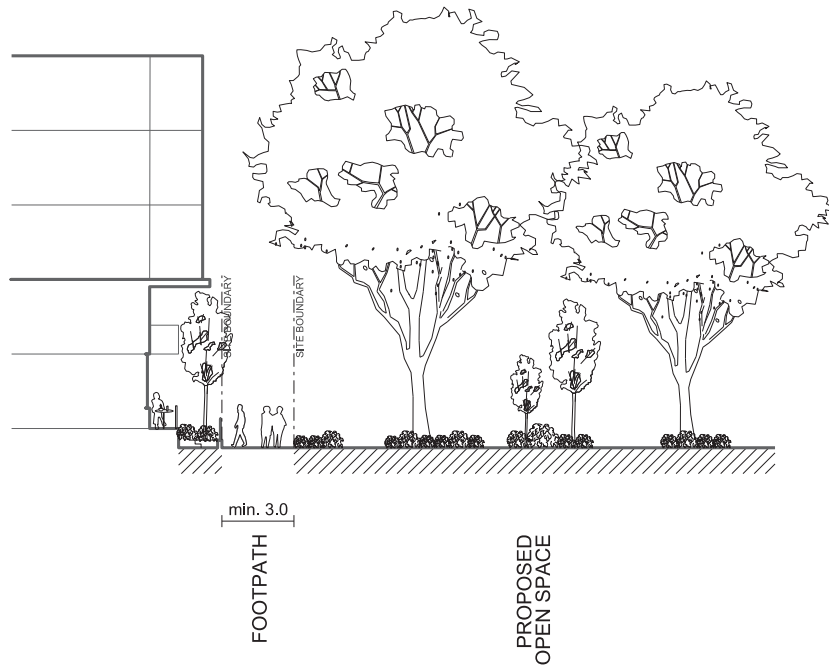 SITE BOUNDARY
SITE BOUNDARY
min. 3.0
FOOTPATH
PROPOSED
OPEN SPACE